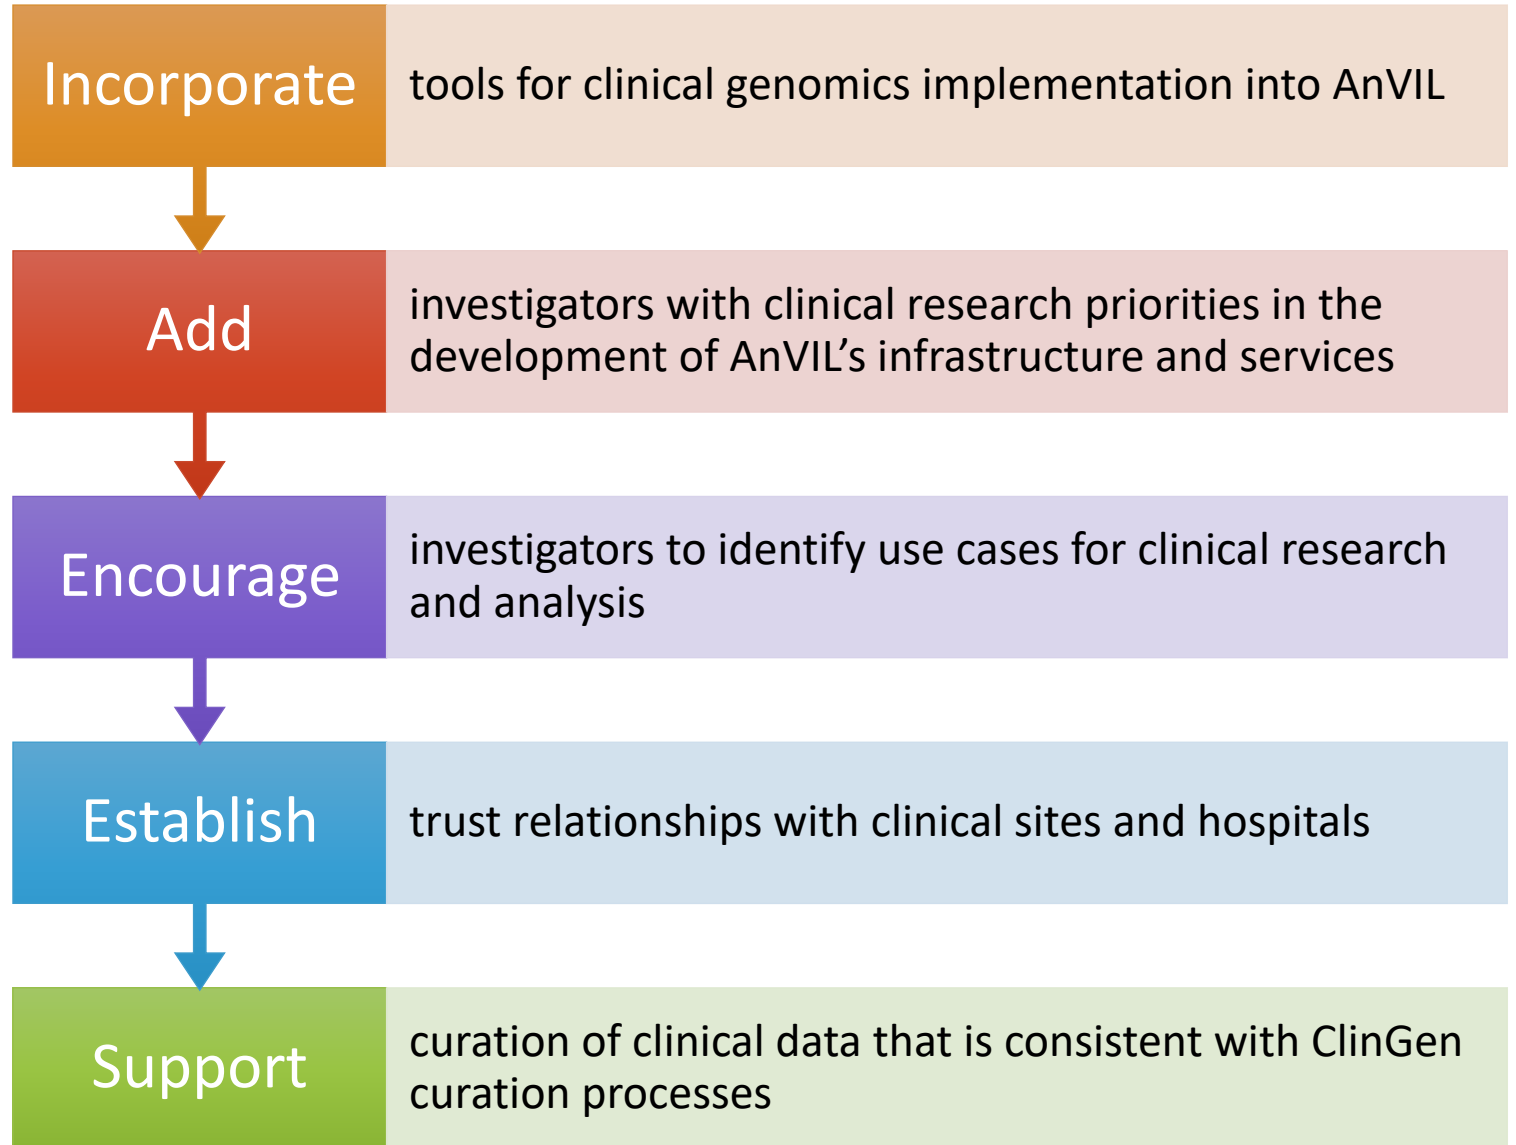 Incorporate
tools for clinical genomics implementation into AnVIL
Add
investigators with clinical research priorities in the
development of AnVIL’s infrastructure and services
Encourage
investigators to identify use cases for clinical research
and analysis
Establish
trust relationships with clinical sites and hospitals
Support
curation of clinical data that is consistent with ClinGen
curation processes